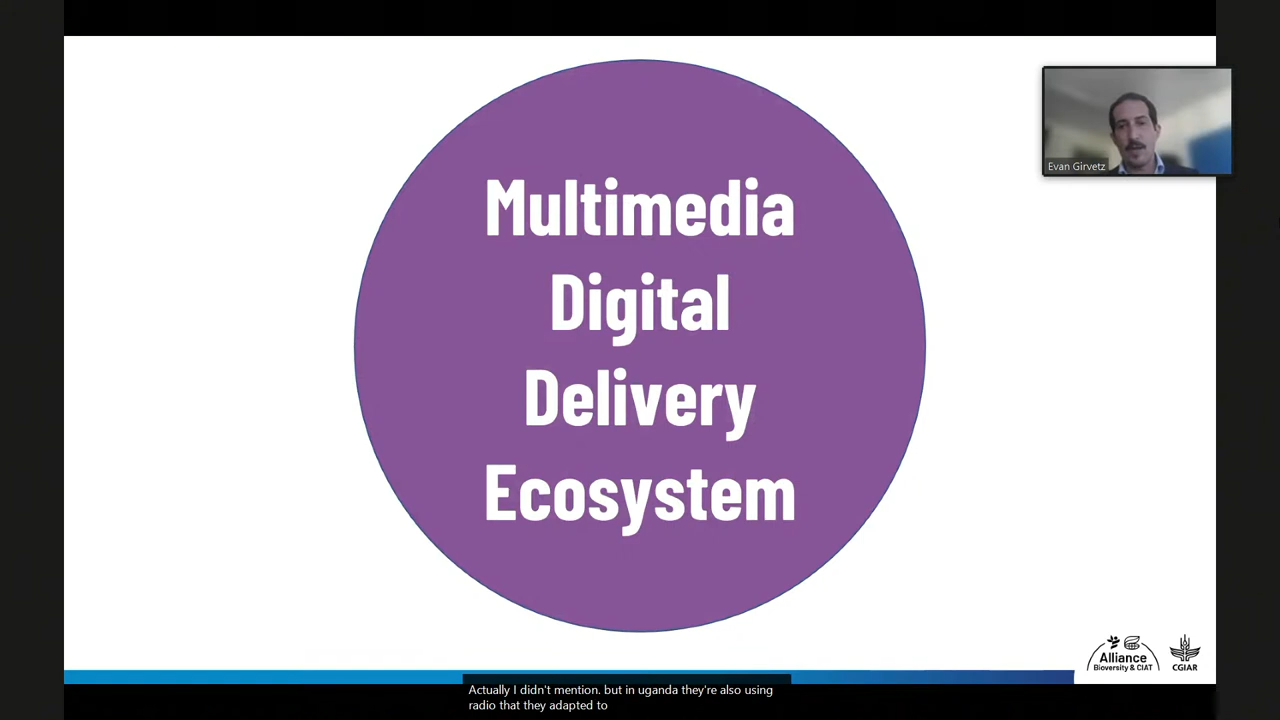 Multimedia
Digital
Delivery
Ecosystem
Evan Girvetz
Alliance
Bioversity & CIAT
CGIAR
Actually I didn't mention. but in uganda they're also using
radio that they adapted to